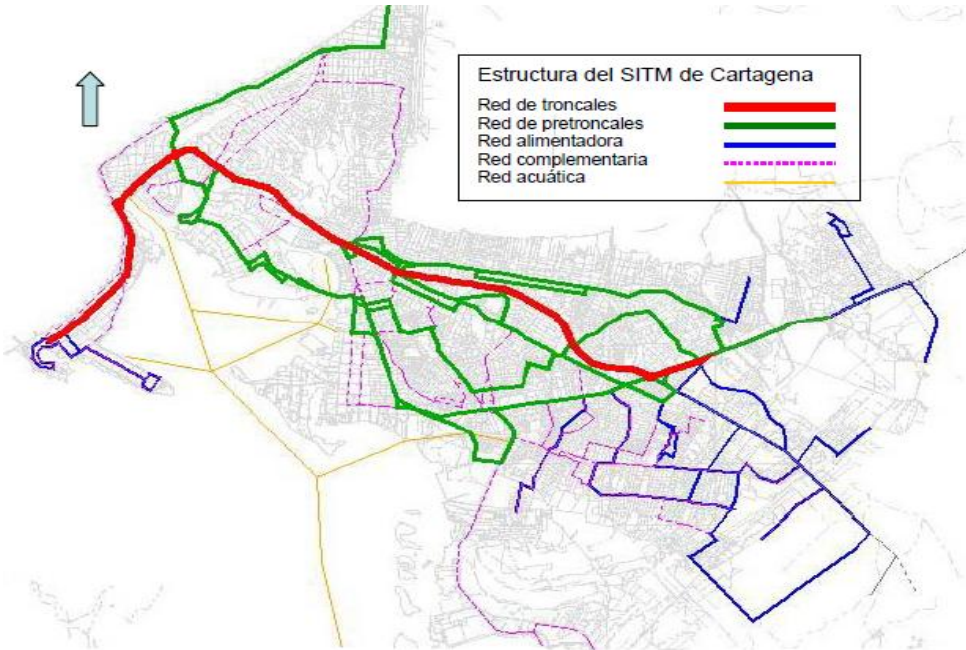 Estructura del SITM de Cartagena
Red de troncales
Red de pretroncales
Red alimentadora
Red complementaria
Red acuática